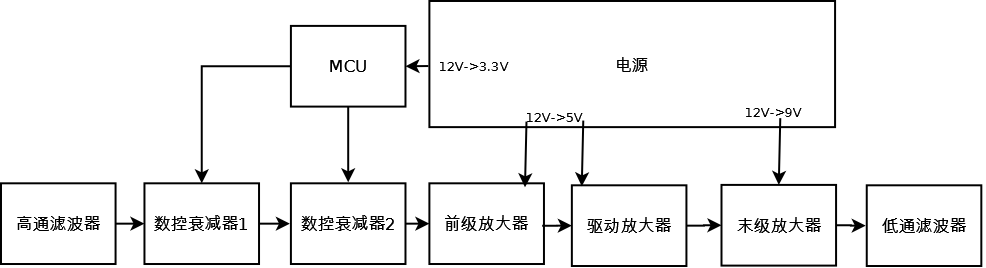 MCU
12V->3.3V
电源
12V->5V
12V->9V
高通滤波器
数控衰减器1
数控衰减器2
前级放大器
驱动放大器
末级放大器
低通滤波器